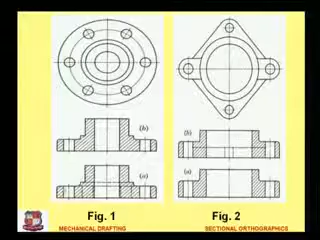 (b)
(b)
(a)
(a)
Fig. 1
Fig. 2
MECHANICAL DRAFTING
SECTIONAL ORTHOGRAPHICS